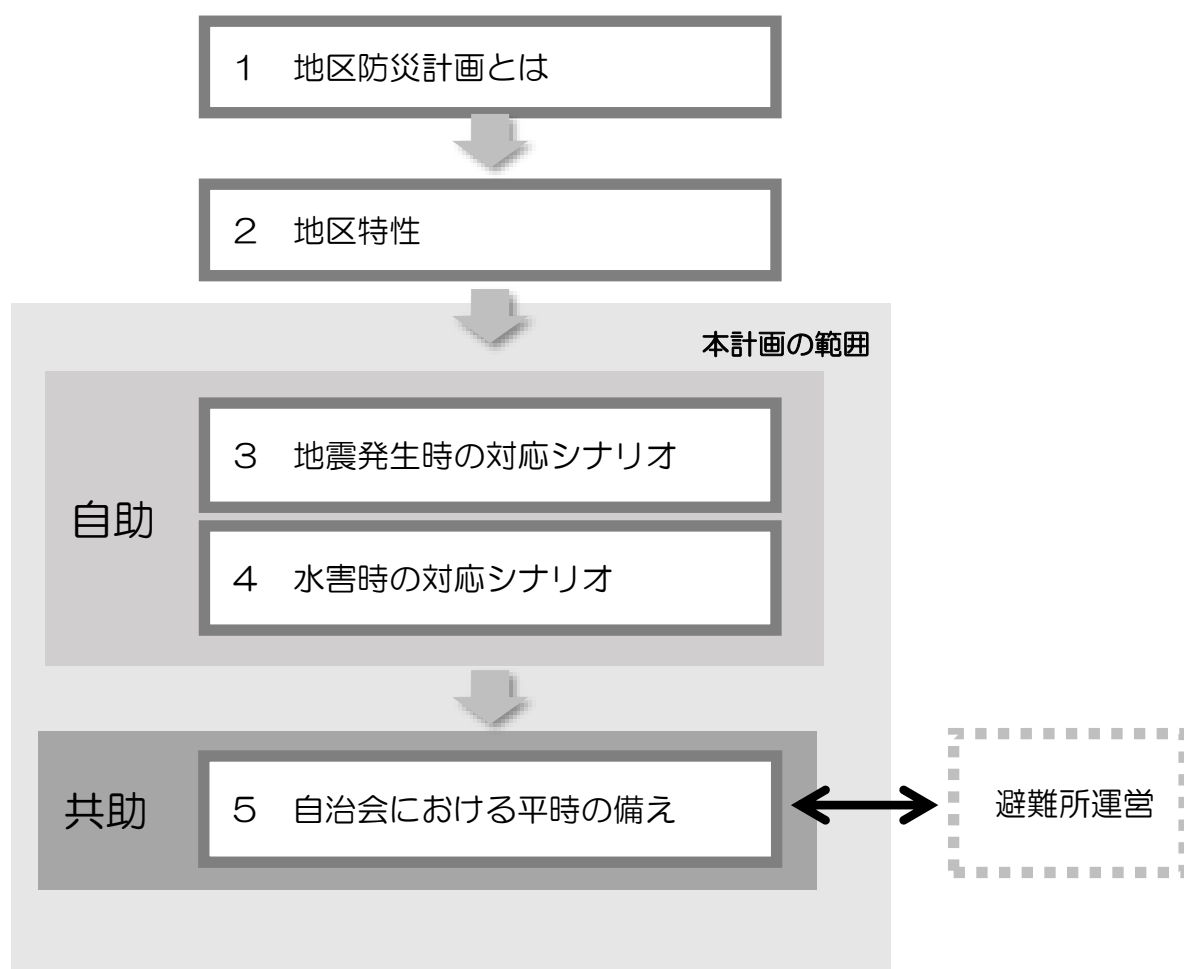 １　地区防災計画とは
２　地区特性
本計画の範囲
自助
３　地震発生時の対応シナリオ
４　水害時の対応シナリオ
共助
５　自治会における平時の備え
避難所運営